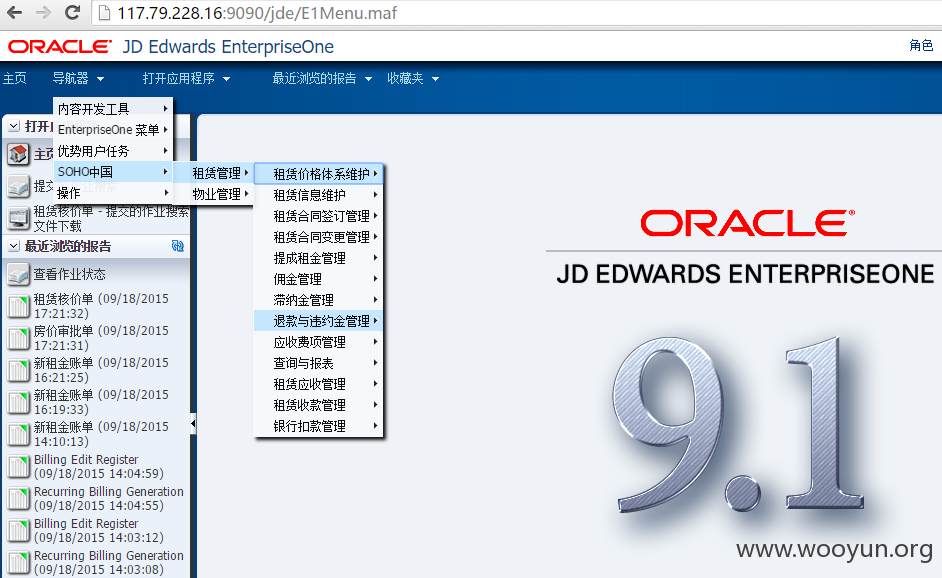 117.79.228.16:9090/jde/E1Menu.maf
ORACLE® JD Edwards EnterpriseOne
角色
主页 导航器 打开应用程序 最近浏览的报告 收藏夹
内容开发工具
EnterpriseOne 菜单
优势用户任务
SOHO中国
操作
租赁管理
物业管理
租赁价格体系维护
租赁信息维护
租赁合同签订管理
租赁合同变更管理
提成租金管理
佣金管理
滞纳金管理
退款与违约金管理
应收费项管理
查询与报表
租赁应收管理
租赁收款管理
银行扣款管理
打开
主页
提交
搜索
租赁核价单 - 提交的作业搜索
文件下载
最近浏览的报告
查看作业状态
租赁核价单 (09/18/2015
17:21:32)
房价审批单 (09/18/2015
17:21:31)
新租金账单 (09/18/2015
16:21:25)
新租金账单 (09/18/2015
16:19:33)
新租金账单 (09/18/2015
14:10:13)
Billing Edit Register
(09/18/2015 14:04:59)
Recurring Billing Generation
(09/18/2015 14:04:55)
Billing Edit Register
(09/18/2015 14:03:12)
Recurring Billing Generation
(09/18/2015 14:03:08)
ORACLE®
JD EDWARDS ENTERPRISEONE
9.1
www.wooyun.org